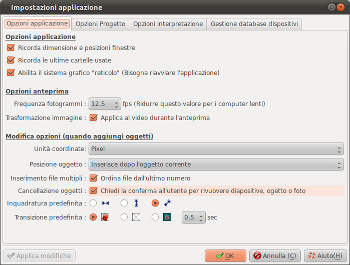 Impostazioni applicazione
Opzioni applicazione
Opzioni Progetto
Opzioni interpretazione
Gestione database dispositivi
Opzioni applicazione
Ricorda dimensione e posizioni finestre
Ricorda le ultime cartelle usate
Abilita il sistema grafico "reticolo" (Bisogna riavviare l'applicazione)
Opzioni anteprima
Frequenza fotogrammi : 12.5 fps (Ridurre questo valore per i computer lenti)
Trasformazione immagine : Applica al video durante l'anteprima
Modifica opzioni (quando aggiungi oggetti)
Unità coordinate: Pixel
Posizione oggetto : Inserisce dopo l'oggetto corrente
Inserimento file multipli : Ordina file dall'ultimo numero
Cancellazione oggetti : Chiedi la conferma all'utente per rivuovere diapositive, ogetto o foto
Inquadratura predefinita :
Transizione predefinita : 0.5 sec
Applica modifiche
OK
Annulla (C)
Aiuto(H)